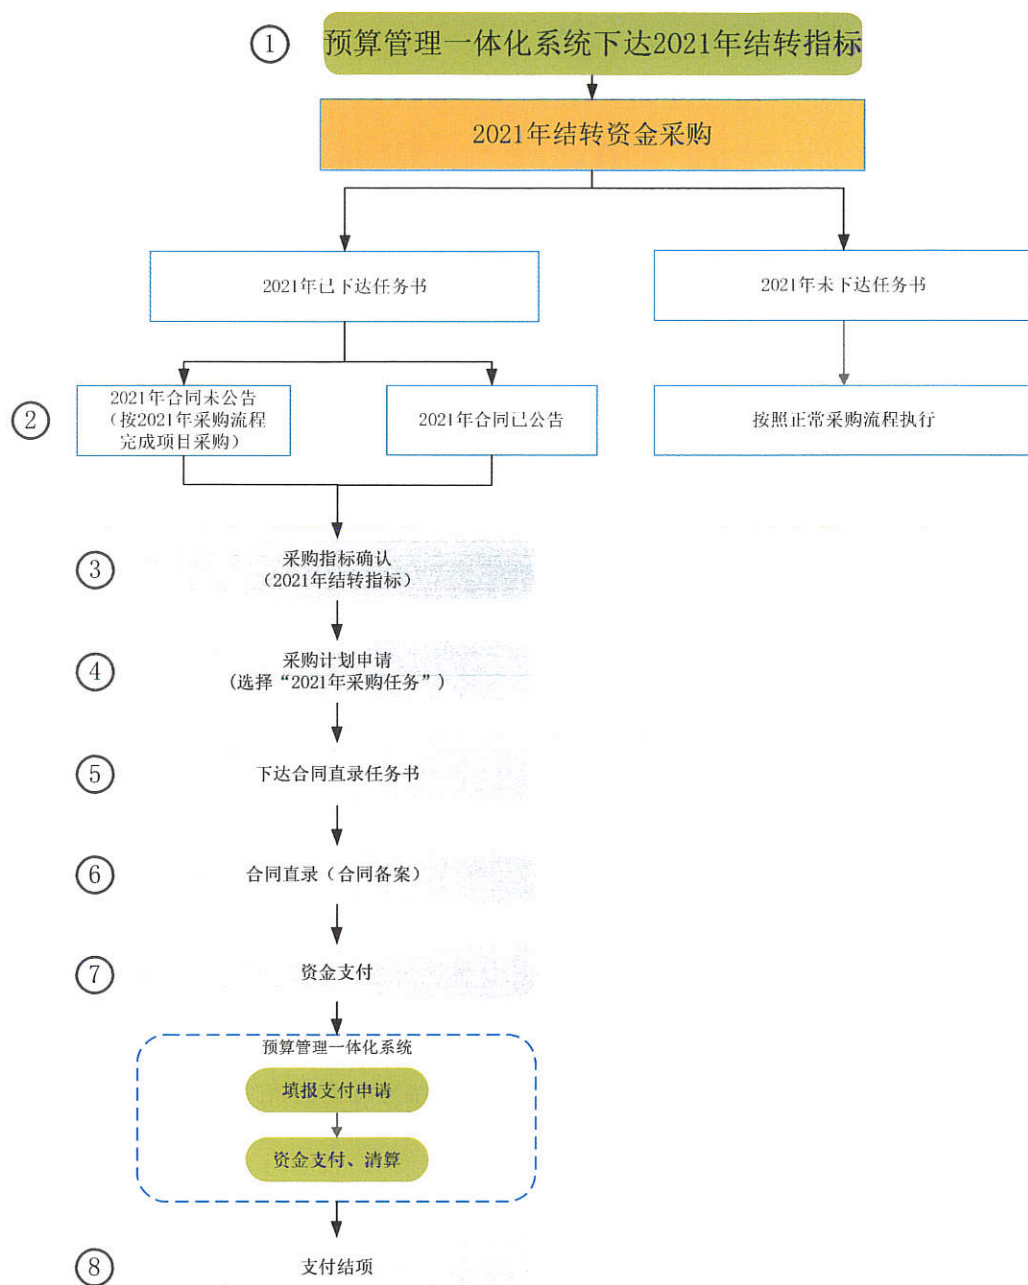 ①
预算管理一体化系统下达2021年结转指标
2021年结转资金采购
2021年已下达任务书
2021年未下达任务书
②
2021年合同未公告
（按2021年采购流程
完成项目采购）
2021年合同已公告
按照正常采购流程执行
③
采购指标确认
（2021年结转指标）
④
采购计划申请
(选择“2021年采购任务”)
⑤
下达合同直录任务书
⑥
合同直录（合同备案）
⑦
资金支付
预算管理一体化系统
填报支付申请
资金支付、清算
⑧
支付结项